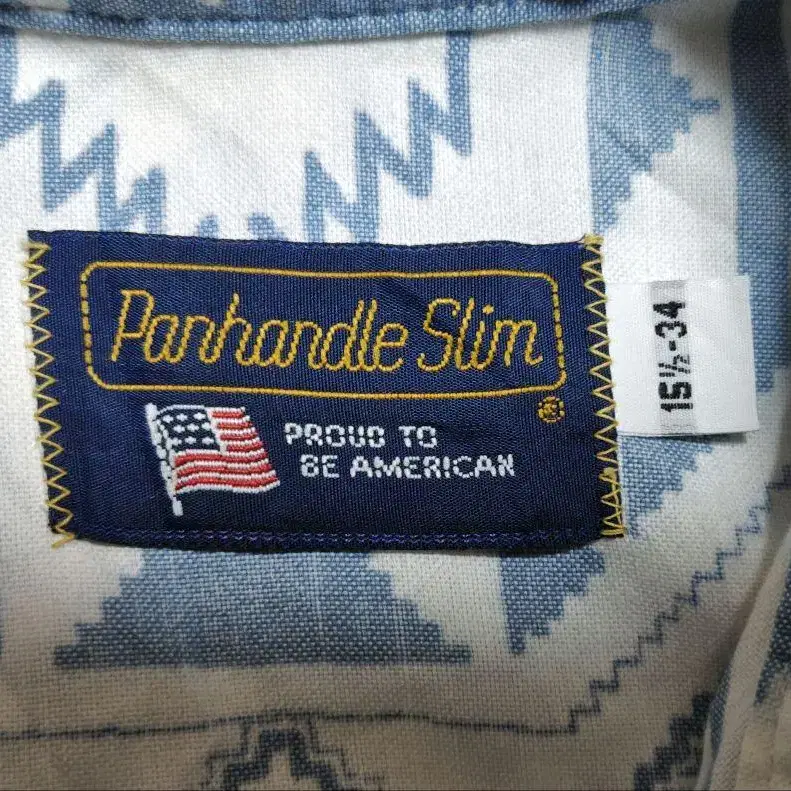 Panhandle Slim
®
PROUD TO
BE AMERICAN
15½-34